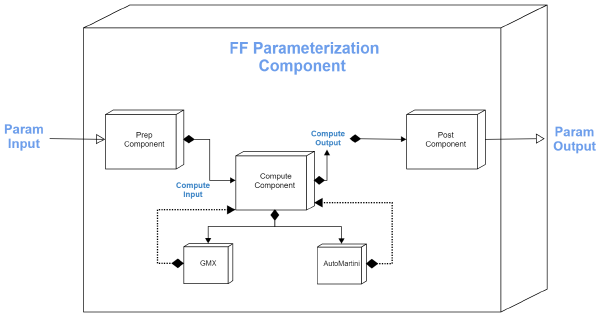 FF Parameterization
Component
Param
Input
Prep
Component
Compute
Input
Compute
Component
Compute
Output
Post
Component
Param
Output
GMX
AutoMartini